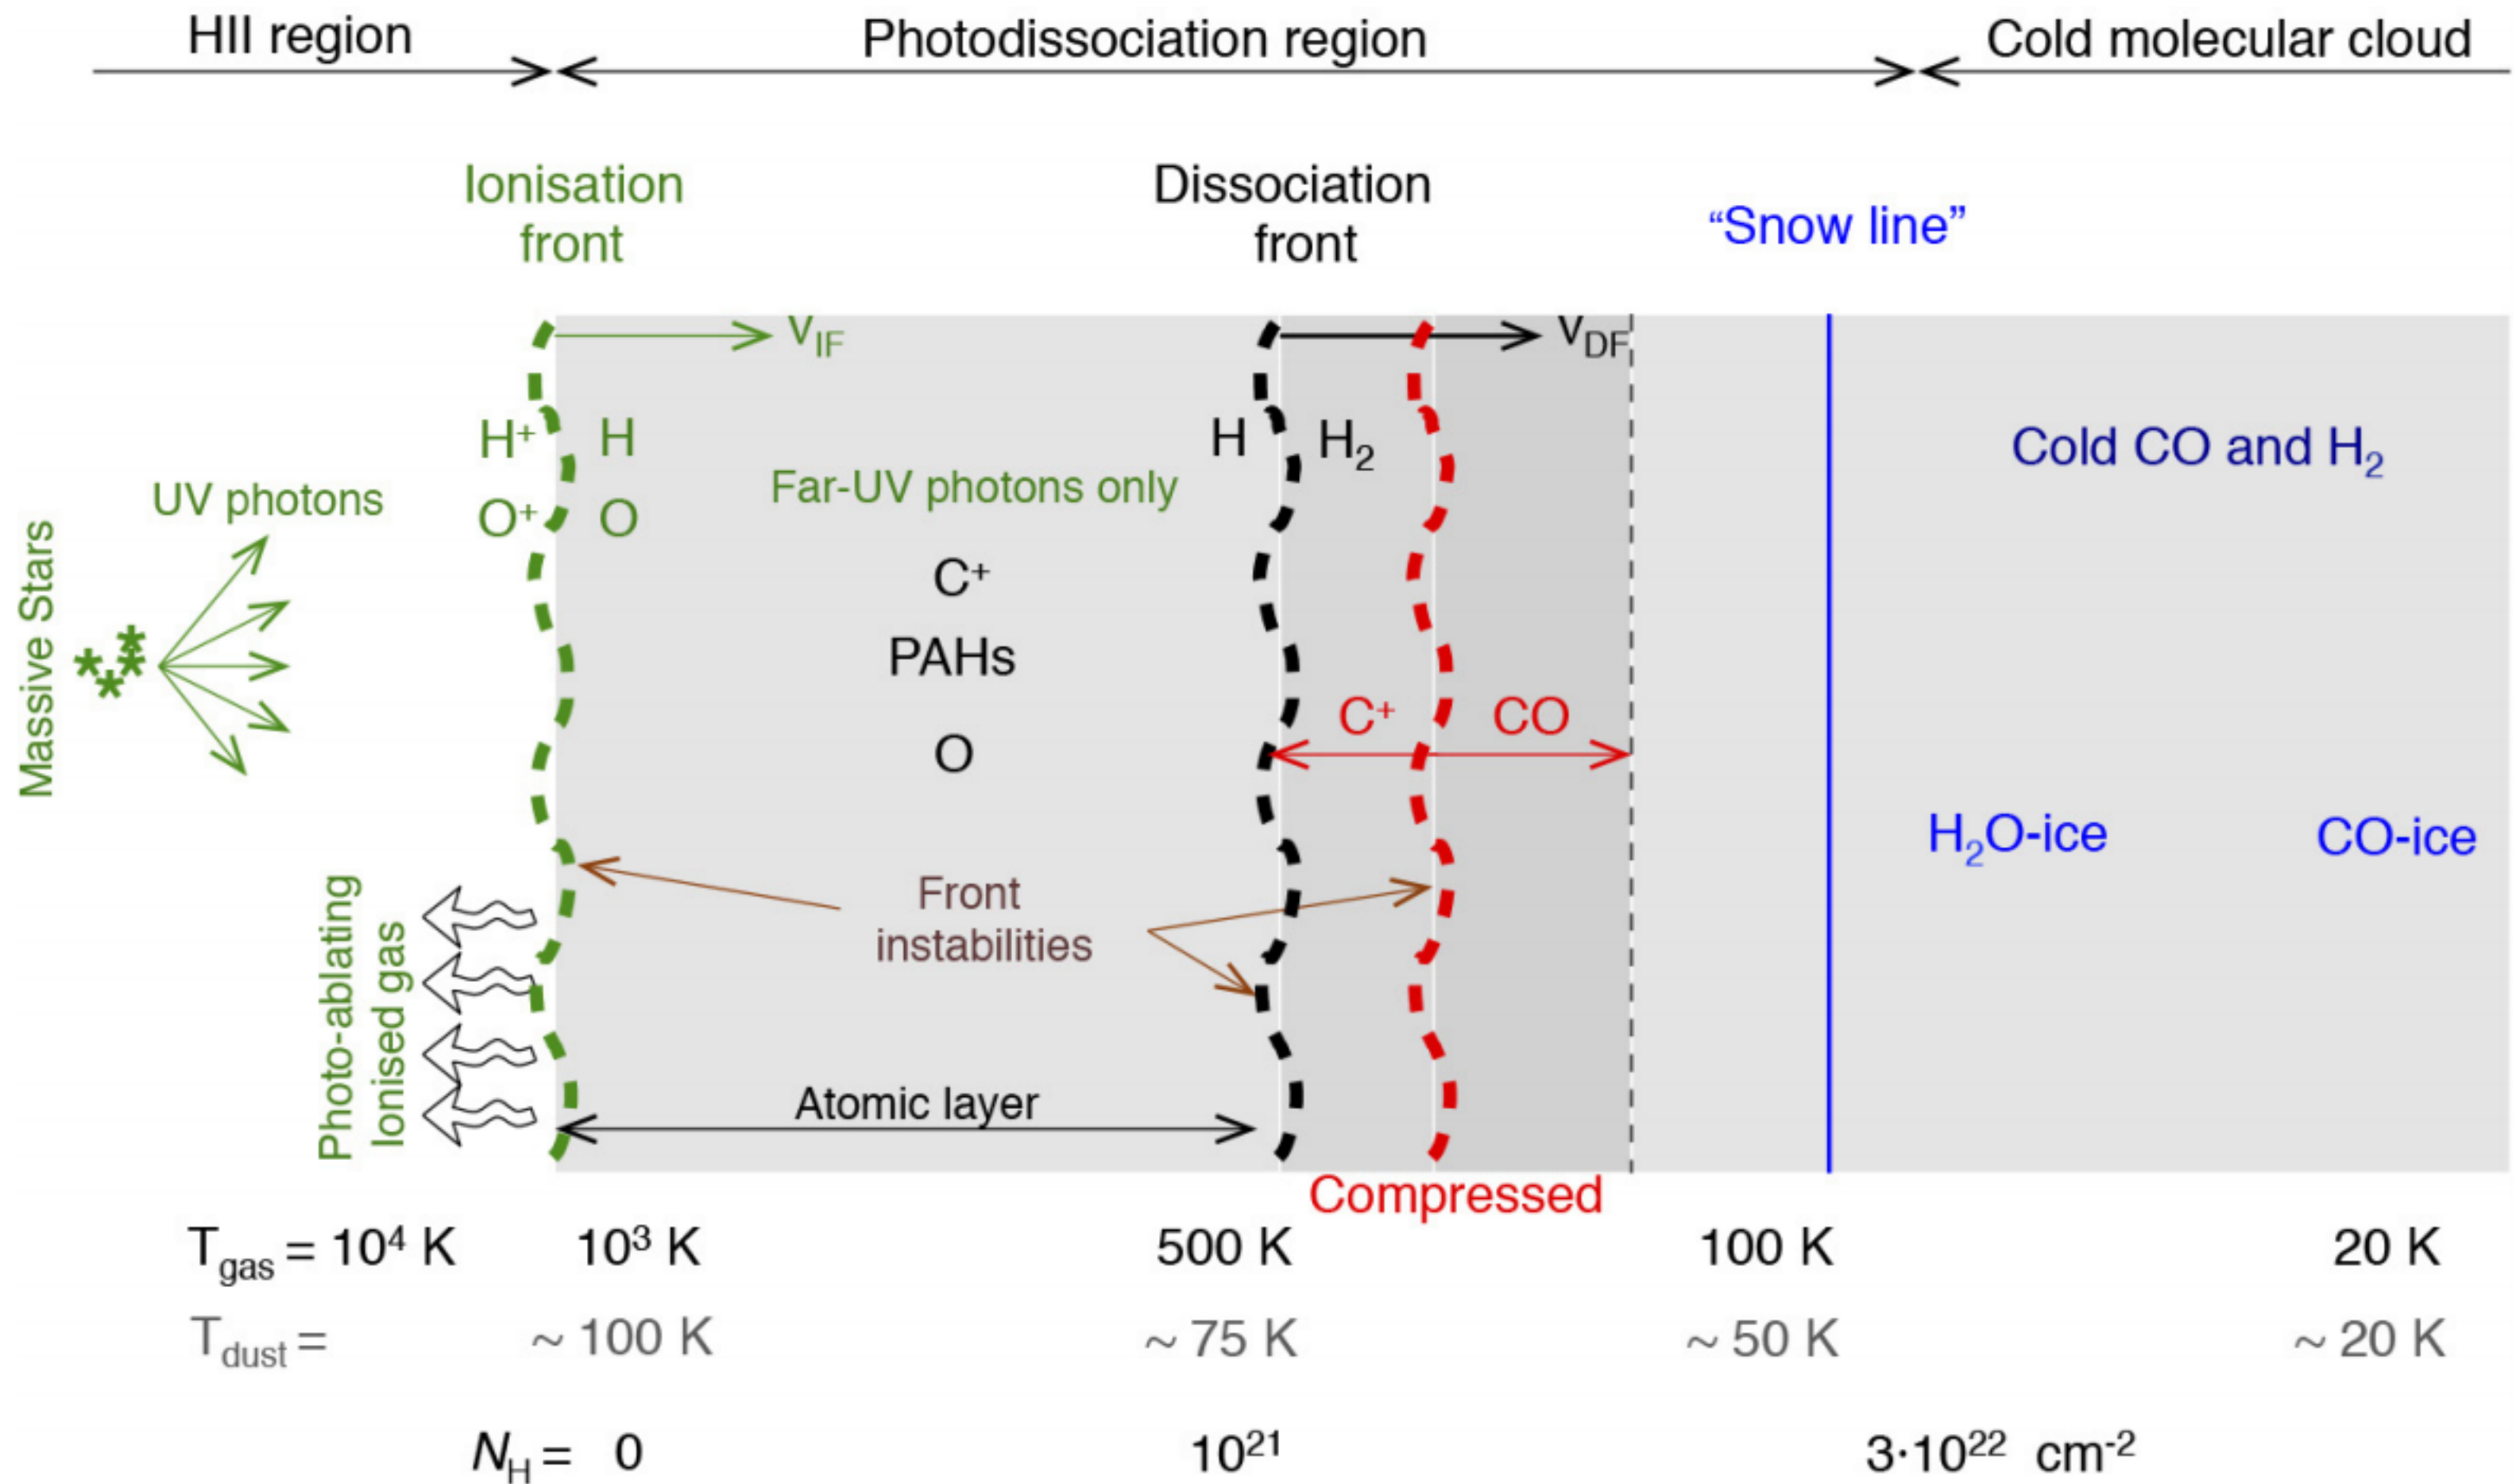 HII region
Photodissociation region
Cold molecular cloud
Ionisation
front
Dissociation
front
“Snow line”
V_IF
V_DF
H⁺ H
H H₂
Cold CO and H₂
UV photons
O⁺ O
Far-UV photons only
C⁺
Massive Stars
PAHs
C⁺ CO
O
H₂O-ice
CO-ice
Front
instabilities
Photo-ablating
Ionised gas
Atomic layer
Compressed
T_gas = 10⁴ K 10³ K 500 K 100 K 20 K
T_dust = ~ 100 K ~ 75 K ~ 50 K ~ 20 K
N_H = 0 10²¹ 3·10²² cm⁻²